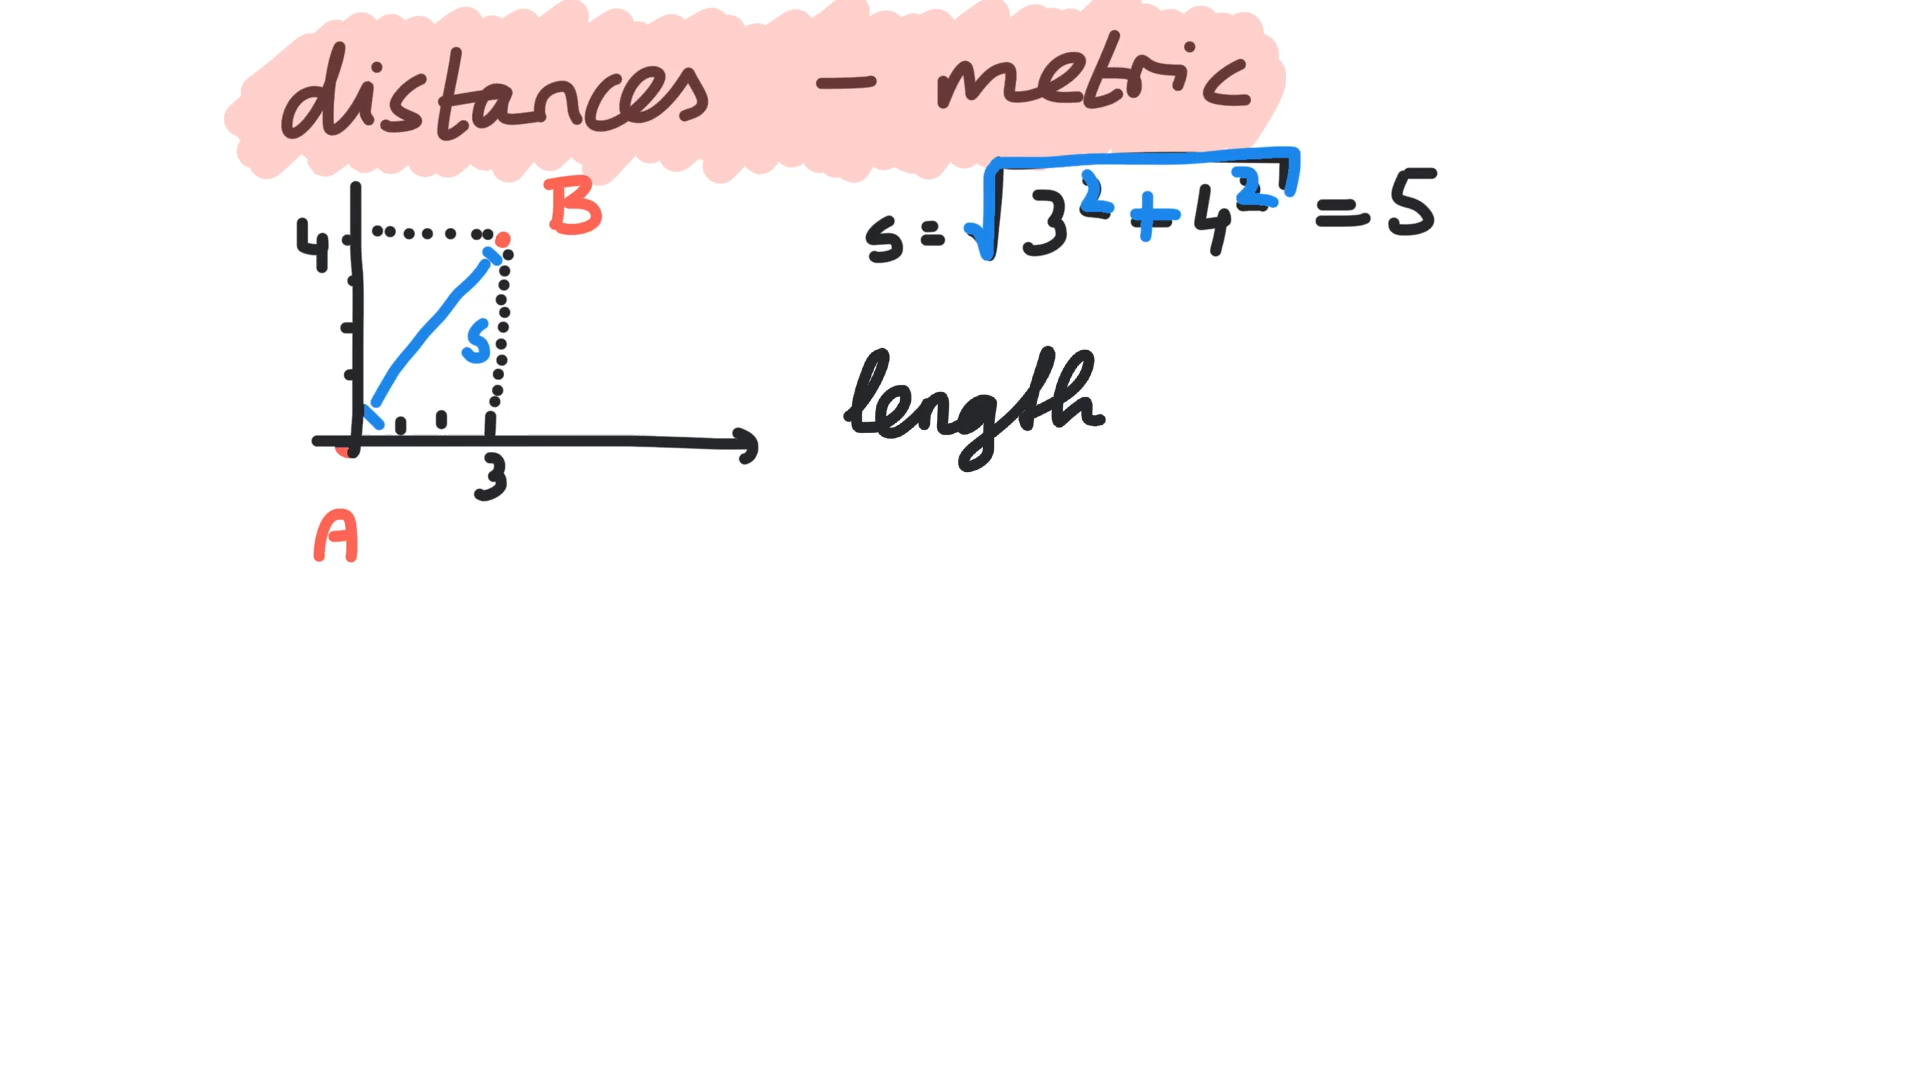 distances - metric
B
4
s = √3² + 4² = 5
s
length
3
A